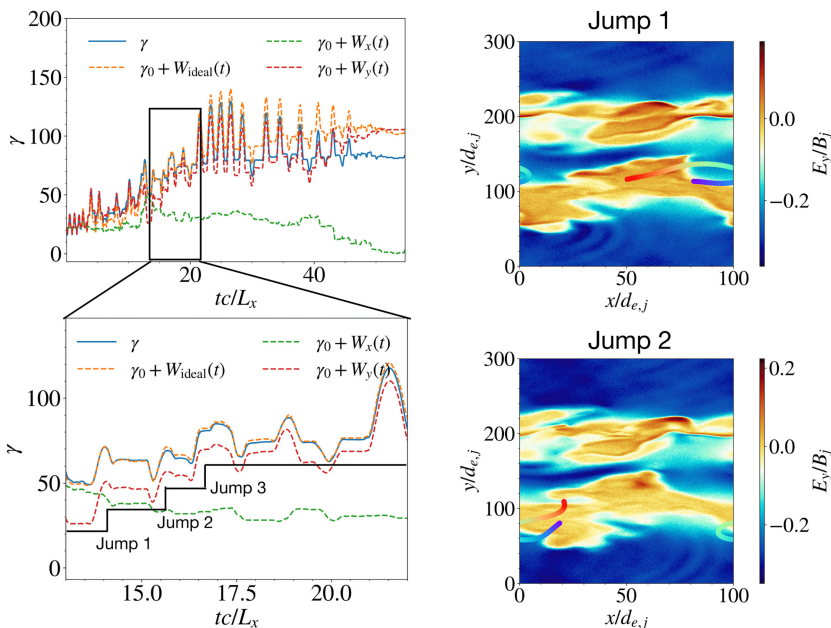 200
150
100
50
0
γ
γ
γ₀ + W_ideal(t)
γ₀ + W_x(t)
γ₀ + W_y(t)
20
40
tc/L_x
100
50
0
γ
γ
γ₀ + W_ideal(t)
γ₀ + W_x(t)
γ₀ + W_y(t)
Jump 1
Jump 2
Jump 3
15.0
17.5
20.0
tc/L_x
Jump 1
300
200
100
0
y/d_{e,j}
0
50
100
x/d_{e,j}
0.0
−0.2
E_y/B_j
Jump 2
300
200
100
0
y/d_{e,j}
0
50
100
x/d_{e,j}
0.2
0.0
−0.2
E_y/B_j